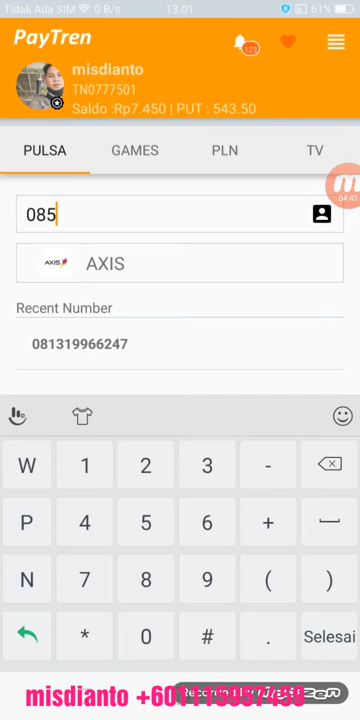 Tidak Ada SIM 0 B/s 13.01 61%
PayTren
123
misdianto
TN0777501
Saldo :Rp7.450 | PUT : 543.50
PULSA GAMES PLN TV
04:41
085
AXIS AXIS
Recent Number
081319966247
W 1 2 3 -
P 4 5 6 +
N 7 8 9 ( )
* 0 # . Selesai
misdianto